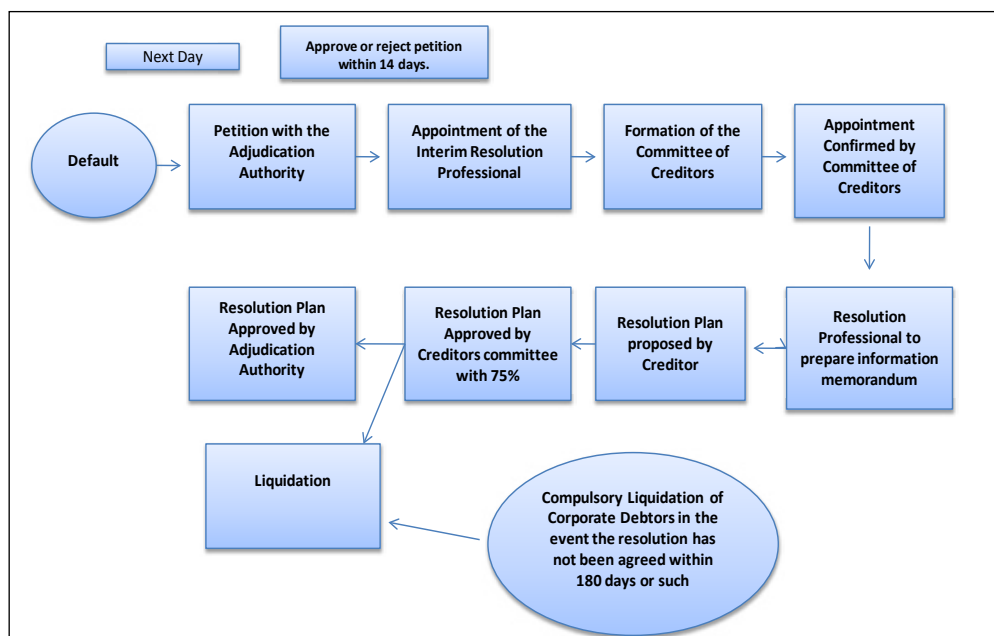 Next Day
Approve or reject petition
within 14 days.
Default
Petition with the
Adjudication
Authority
Appointment of the
Interim Resolution
Professional
Formation of the
Committee of
Creditors
Appointment
Confirmed by
Committee of
Creditors
Resolution Plan
Approved by
Adjudication
Authority
Resolution Plan
Approved by
Creditors committee
with 75%
Resolution Plan
proposed by
Creditor
Resolution
Professional to
prepare information
memorandum
Liquidation
Compulsory Liquidation of
Corporate Debtors in the
event the resolution has
not been agreed within
180 days or such